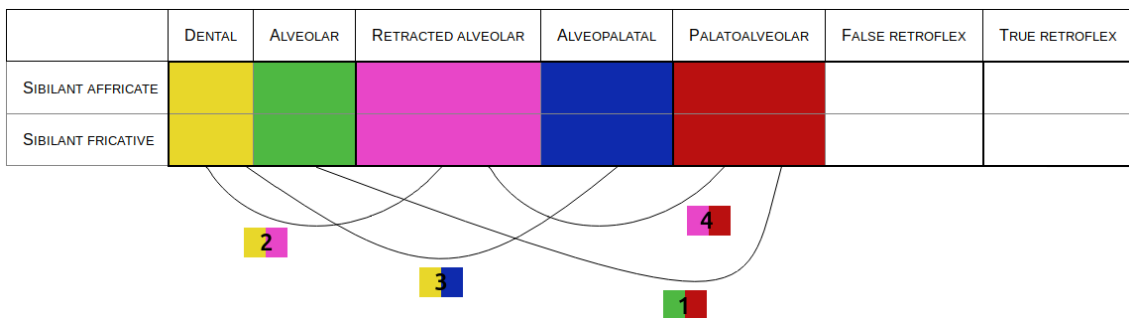 DENTAL ALVEOLAR RETRACTED ALVEOLAR ALVEOPALATAL PALATOALVEOLAR FALSE RETROFLEX TRUE RETROFLEX
SIBILANT AFFRICATE
SIBILANT FRICATIVE
4
2
3
1